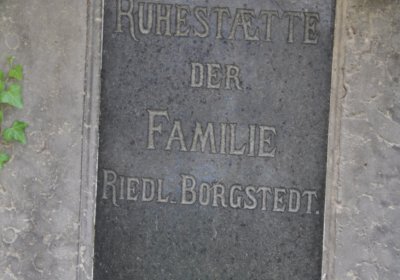 RUHESTÆTTE
DER
FAMILIE
RIEDL-BORGSTEDT.